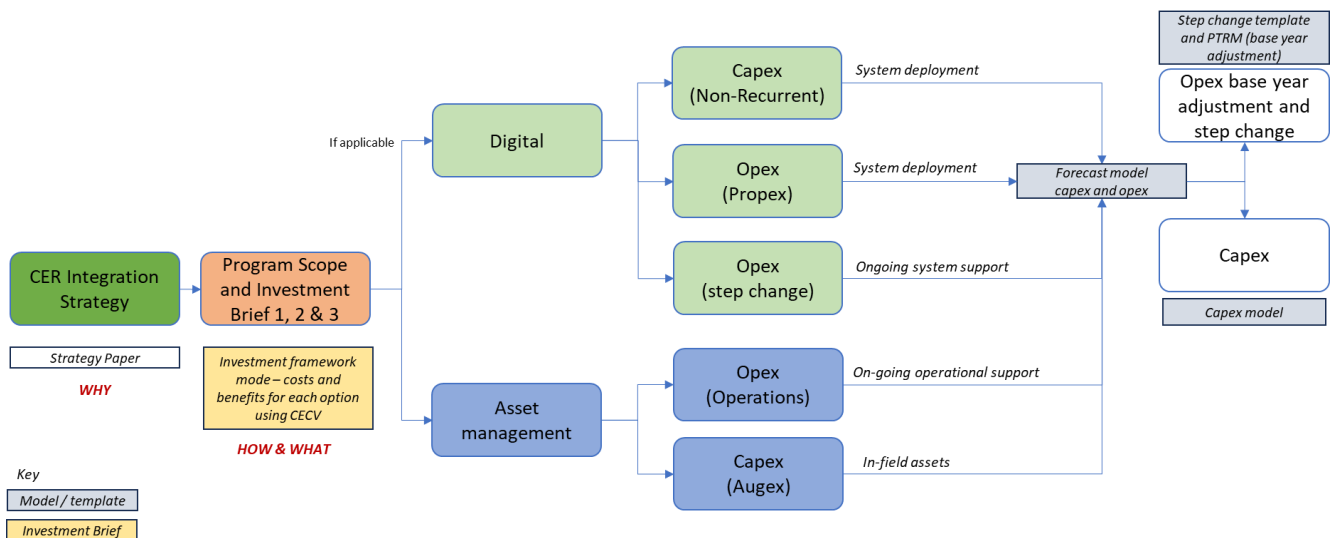 CER Integration
Strategy
Strategy Paper
WHY
Program Scope
and Investment
Brief 1, 2 & 3
Investment framework
mode – costs and
benefits for each option
using CECV
HOW & WHAT
If applicable
Digital
Asset
management
Capex
(Non-Recurrent)
System deployment
Opex
(Propex)
System deployment
Opex
(step change)
Ongoing system support
Opex
(Operations)
On-going operational support
Capex
(Augex)
In-field assets
Forecast model
capex and opex
Step change template
and PTRM (base year
adjustment)
Opex base year
adjustment and
step change
Capex
Capex model
Key
Model / template
Investment Brief